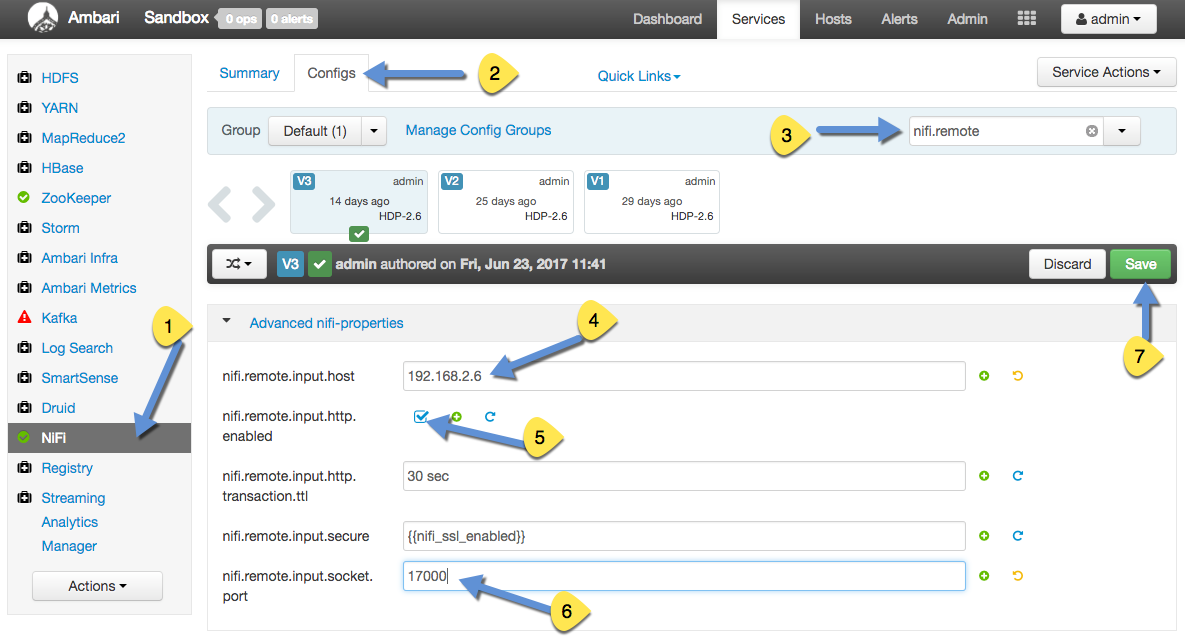 Ambari Sandbox 0 ops 0 alerts Dashboard Services Hosts Alerts Admin admin
HDFS
YARN
MapReduce2
HBase
ZooKeeper
Storm
Ambari Infra
Ambari Metrics
Kafka
Log Search
SmartSense
Druid
NiFi
Registry
Streaming
Analytics
Manager
Actions
1
Summary Configs 2 Quick Links Service Actions
Group Default (1) Manage Config Groups 3 nifi.remote
V3 admin
14 days ago
HDP-2.6
V2 admin
25 days ago
HDP-2.6
V1 admin
29 days ago
HDP-2.6
V3 admin authored on Fri, Jun 23, 2017 11:41 Discard Save
7
Advanced nifi-properties
4
nifi.remote.input.host 192.168.2.6
nifi.remote.input.http.
enabled
5
nifi.remote.input.http.
transaction.ttl
30 sec
nifi.remote.input.secure {{nifi_ssl_enabled}}
nifi.remote.input.socket.
port
17000
6